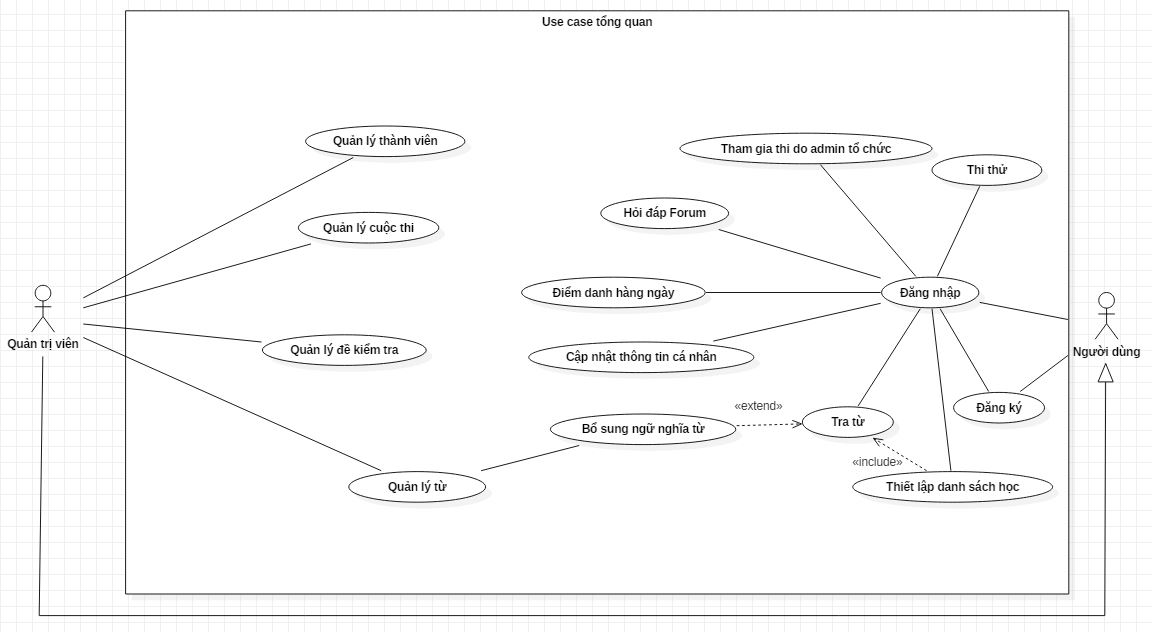 Use case tổng quan
Quản lý thành viên
Tham gia thi do admin tổ chức
Thi thử
Hỏi đáp Forum
Quản lý cuộc thi
Điểm danh hàng ngày
Đăng nhập
Quản trị viên
Quản lý đề kiểm tra
Cập nhật thông tin cá nhân
Người dùng
«extend»
Đăng ký
Bổ sung ngữ nghĩa từ
Tra từ
«include»
Quản lý từ
Thiết lập danh sách học